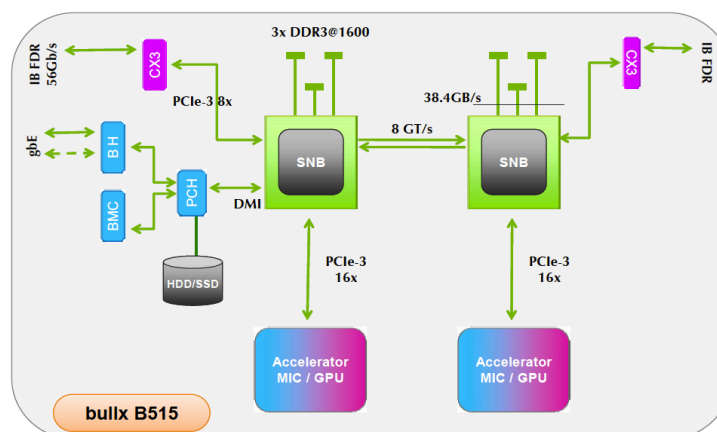 3x DDR3@1600
IB FDR
56Gb/s
CX3
CX3
IB FDR
PCIe-3 8x
38.4GB/s
8 GT/s
gbE
BH
SNB
SNB
BMC
PCH
DMI
HDD/SSD
PCIe-3
16x
PCIe-3
16x
Accelerator
MIC / GPU
Accelerator
MIC / GPU
bullx B515